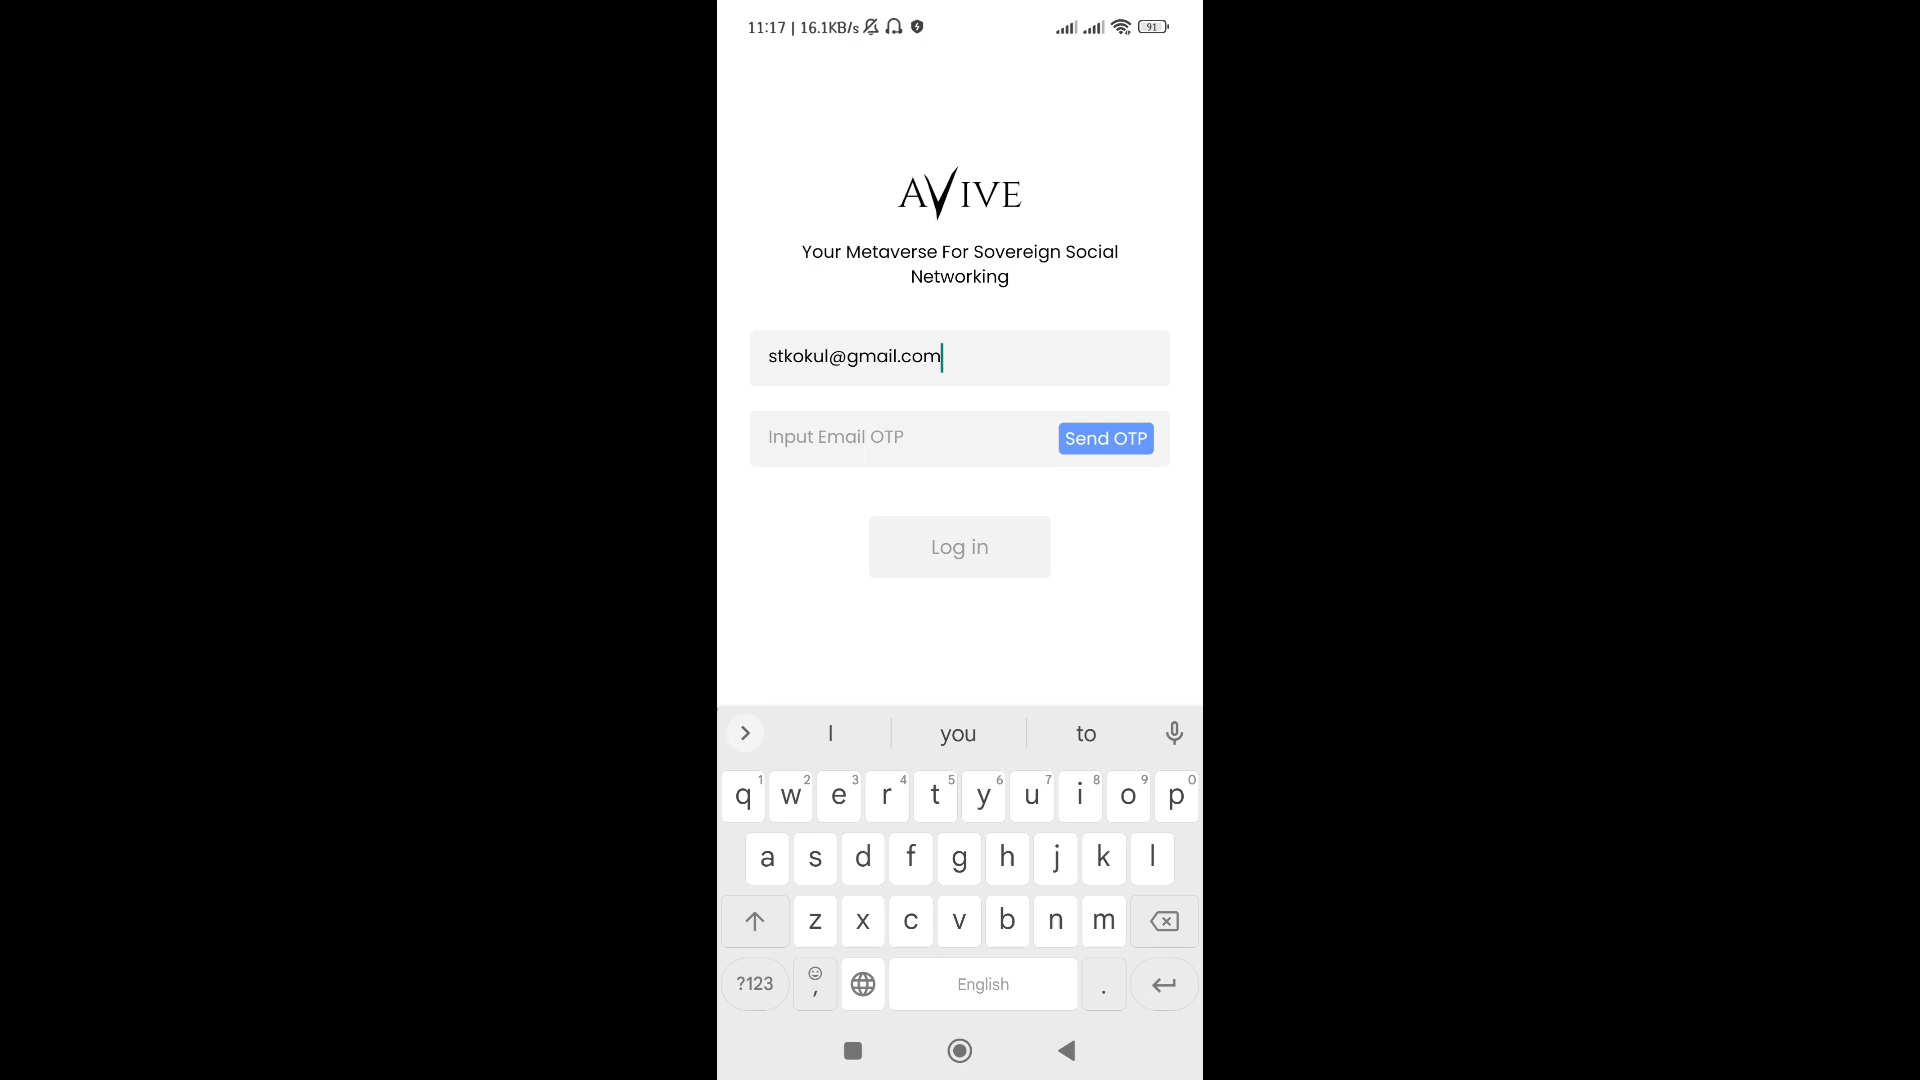 11:17 | 16.1KB/s 91
AVIVE
Your Metaverse For Sovereign Social
Networking
stkokul@gmail.com
Input Email OTP Send OTP
Log in
I you to
q 1 w 2 e 3 r 4 t 5 y 6 u 7 i 8 o 9 p 0
a s d f g h j k l
z x c v b n m
?123 , English .